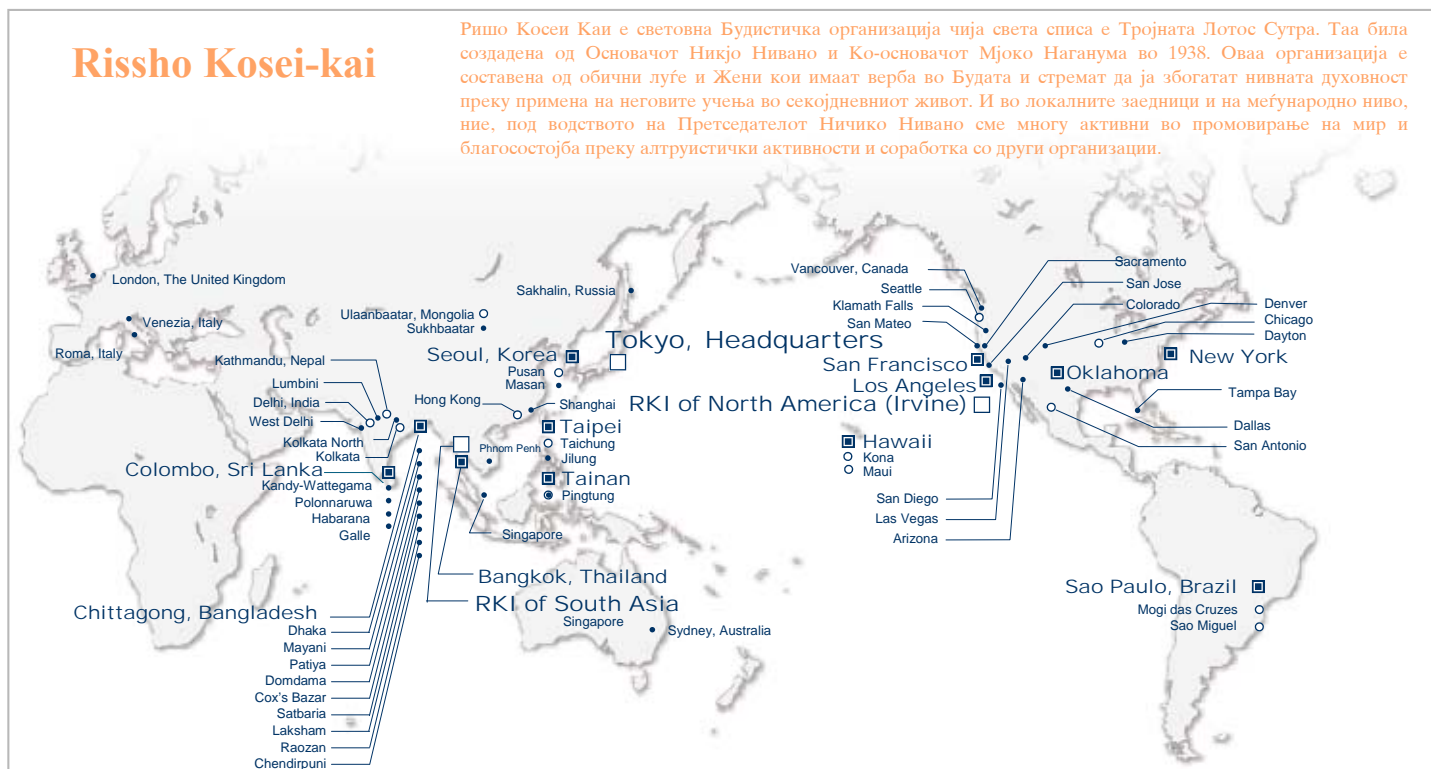 Rissho Kosei-kai
Ришо Косеи Каи е световна Будистичка организација чија света списа е Тројната Лотос Сутра. Таа била
создадена од Основачот Никјо Нивано и Ко-основачот Мјоко Наганума во 1938. Оваа организација е
составена од обични луѓе и Жени кои имаат верба во Будата и стремат да ја збогатат нивната духовност
преку примена на неговите учења во секојдневниот живот. И во локалните заедници и на меѓународно ниво,
ние, под водството на Претседателот Ничико Нивано сме многу активни во промовирање на мир и
благосостојба преку алтруистички активности и соработка со други организации.
London, The United Kingdom
Venezia, Italy
Roma, Italy
Ulaanbaatar, Mongolia
Sukhbaatar
Sakhalin, Russia
Kathmandu, Nepal
Lumbini
Delhi, India
West Delhi
Kolkata North
Kolkata
Seoul, Korea
Pusan
Masan
Hong Kong
Shanghai
Tokyo, Headquarters
Taipei
Taichung
Jilung
Tainan
Pingtung
Phnom Penh
Colombo, Sri Lanka
Kandy-Wattegama
Polonnaruwa
Habarana
Galle
Singapore
Bangkok, Thailand
RKI of South Asia
Singapore
Sydney, Australia
Chittagong, Bangladesh
Dhaka
Mayani
Patiya
Domdama
Cox's Bazar
Satbaria
Laksham
Raozan
Chendirpuni
Vancouver, Canada
Seattle
Klamath Falls
San Mateo
San Francisco
Los Angeles
RKI of North America (Irvine)
Hawaii
Kona
Maui
San Diego
Las Vegas
Arizona
Sacramento
San Jose
Colorado
Denver
Chicago
Dayton
New York
Oklahoma
Tampa Bay
Dallas
San Antonio
Sao Paulo, Brazil
Mogi das Cruzes
Sao Miguel